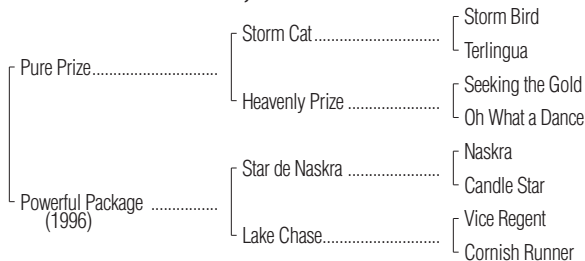 Storm Bird
Storm Cat
Terlingua
Pure Prize
Seeking the Gold
Heavenly Prize
Oh What a Dance
Naskra
Star de Naskra
Candle Star
Powerful Package
(1996)
Vice Regent
Lake Chase
Cornish Runner